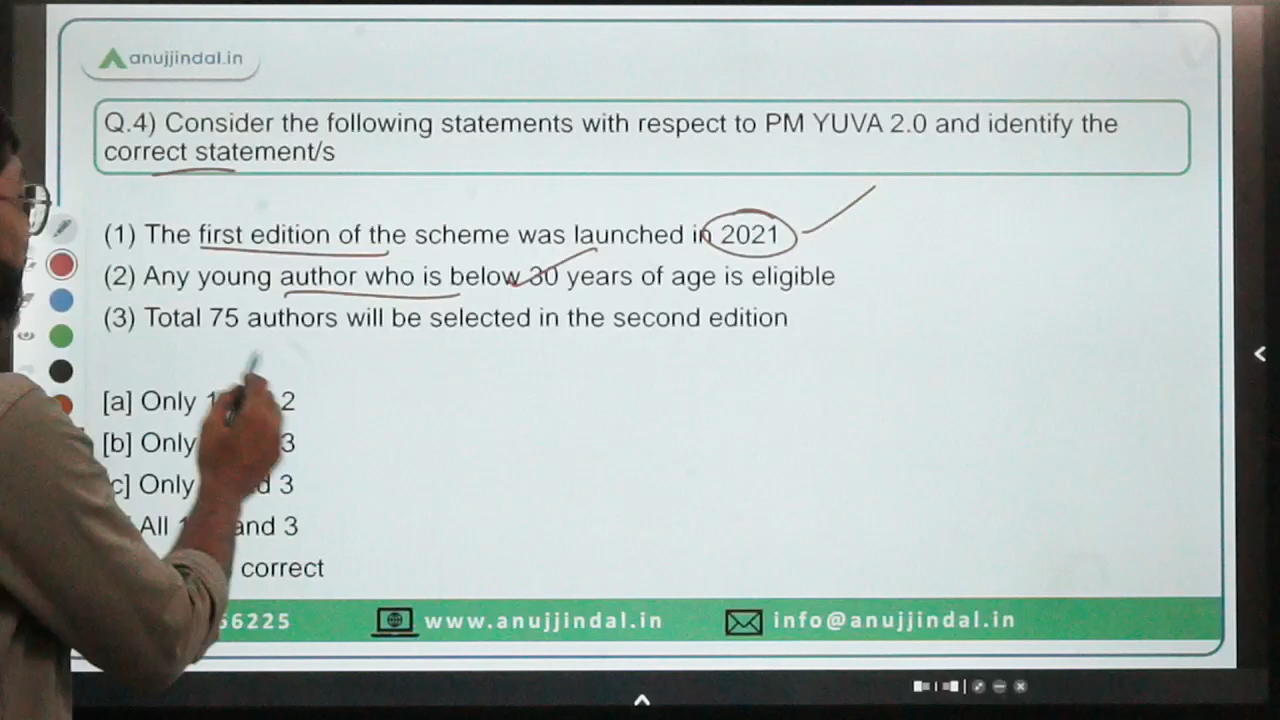 anujjindal.in
Q.4) Consider the following statements with respect to PM YUVA 2.0 and identify the
correct statement/s
(1) The first edition of the scheme was launched in 2021
(2) Any young author who is below 30 years of age is eligible
(3) Total 75 authors will be selected in the second edition
[a] Only 2
[b] Only 3
c] Only 3
All and 3
correct
56225 www.anujjindal.in info@anujjindal.in